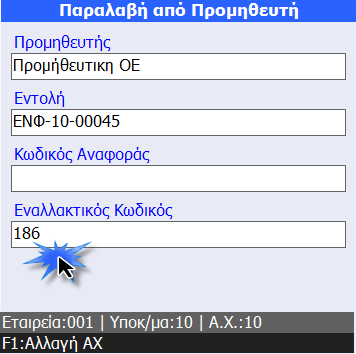 Παραλαβή από Προμηθευτή
Προμηθευτής
Προμήθευτικη ΟΕ
Εντολή
ΕΝΦ-10-00045
Κωδικός Αναφοράς
Εναλλακτικός Κωδικός
186
Εταιρεία:001 | Υποκ/μα:10 | Α.Χ.:10
F1:Αλλαγή ΑΧ